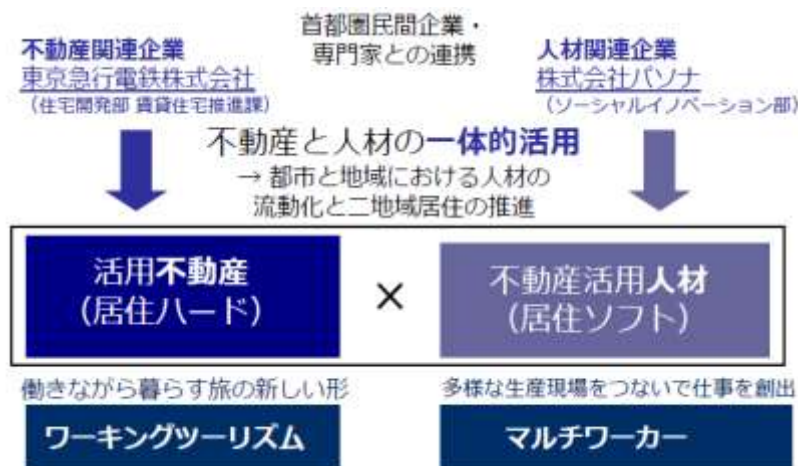 首都圏民間企業・
専門家との連携
不動産関連企業
東京急行電鉄株式会社
(住宅開発部 賃貸住宅推進課)
人材関連企業
株式会社パソナ
(ソーシャルイノベーション部)
不動産と人材の一体的活用
→ 都市と地域における人材の
流動化と二地域居住の推進
活用不動産
(居住ハード)
×
不動産活用人材
(居住ソフト)
働きながら暮らす旅の新しい形
ワーキングツーリズム
多様な生産現場をつないで仕事を創出
マルチワーカー